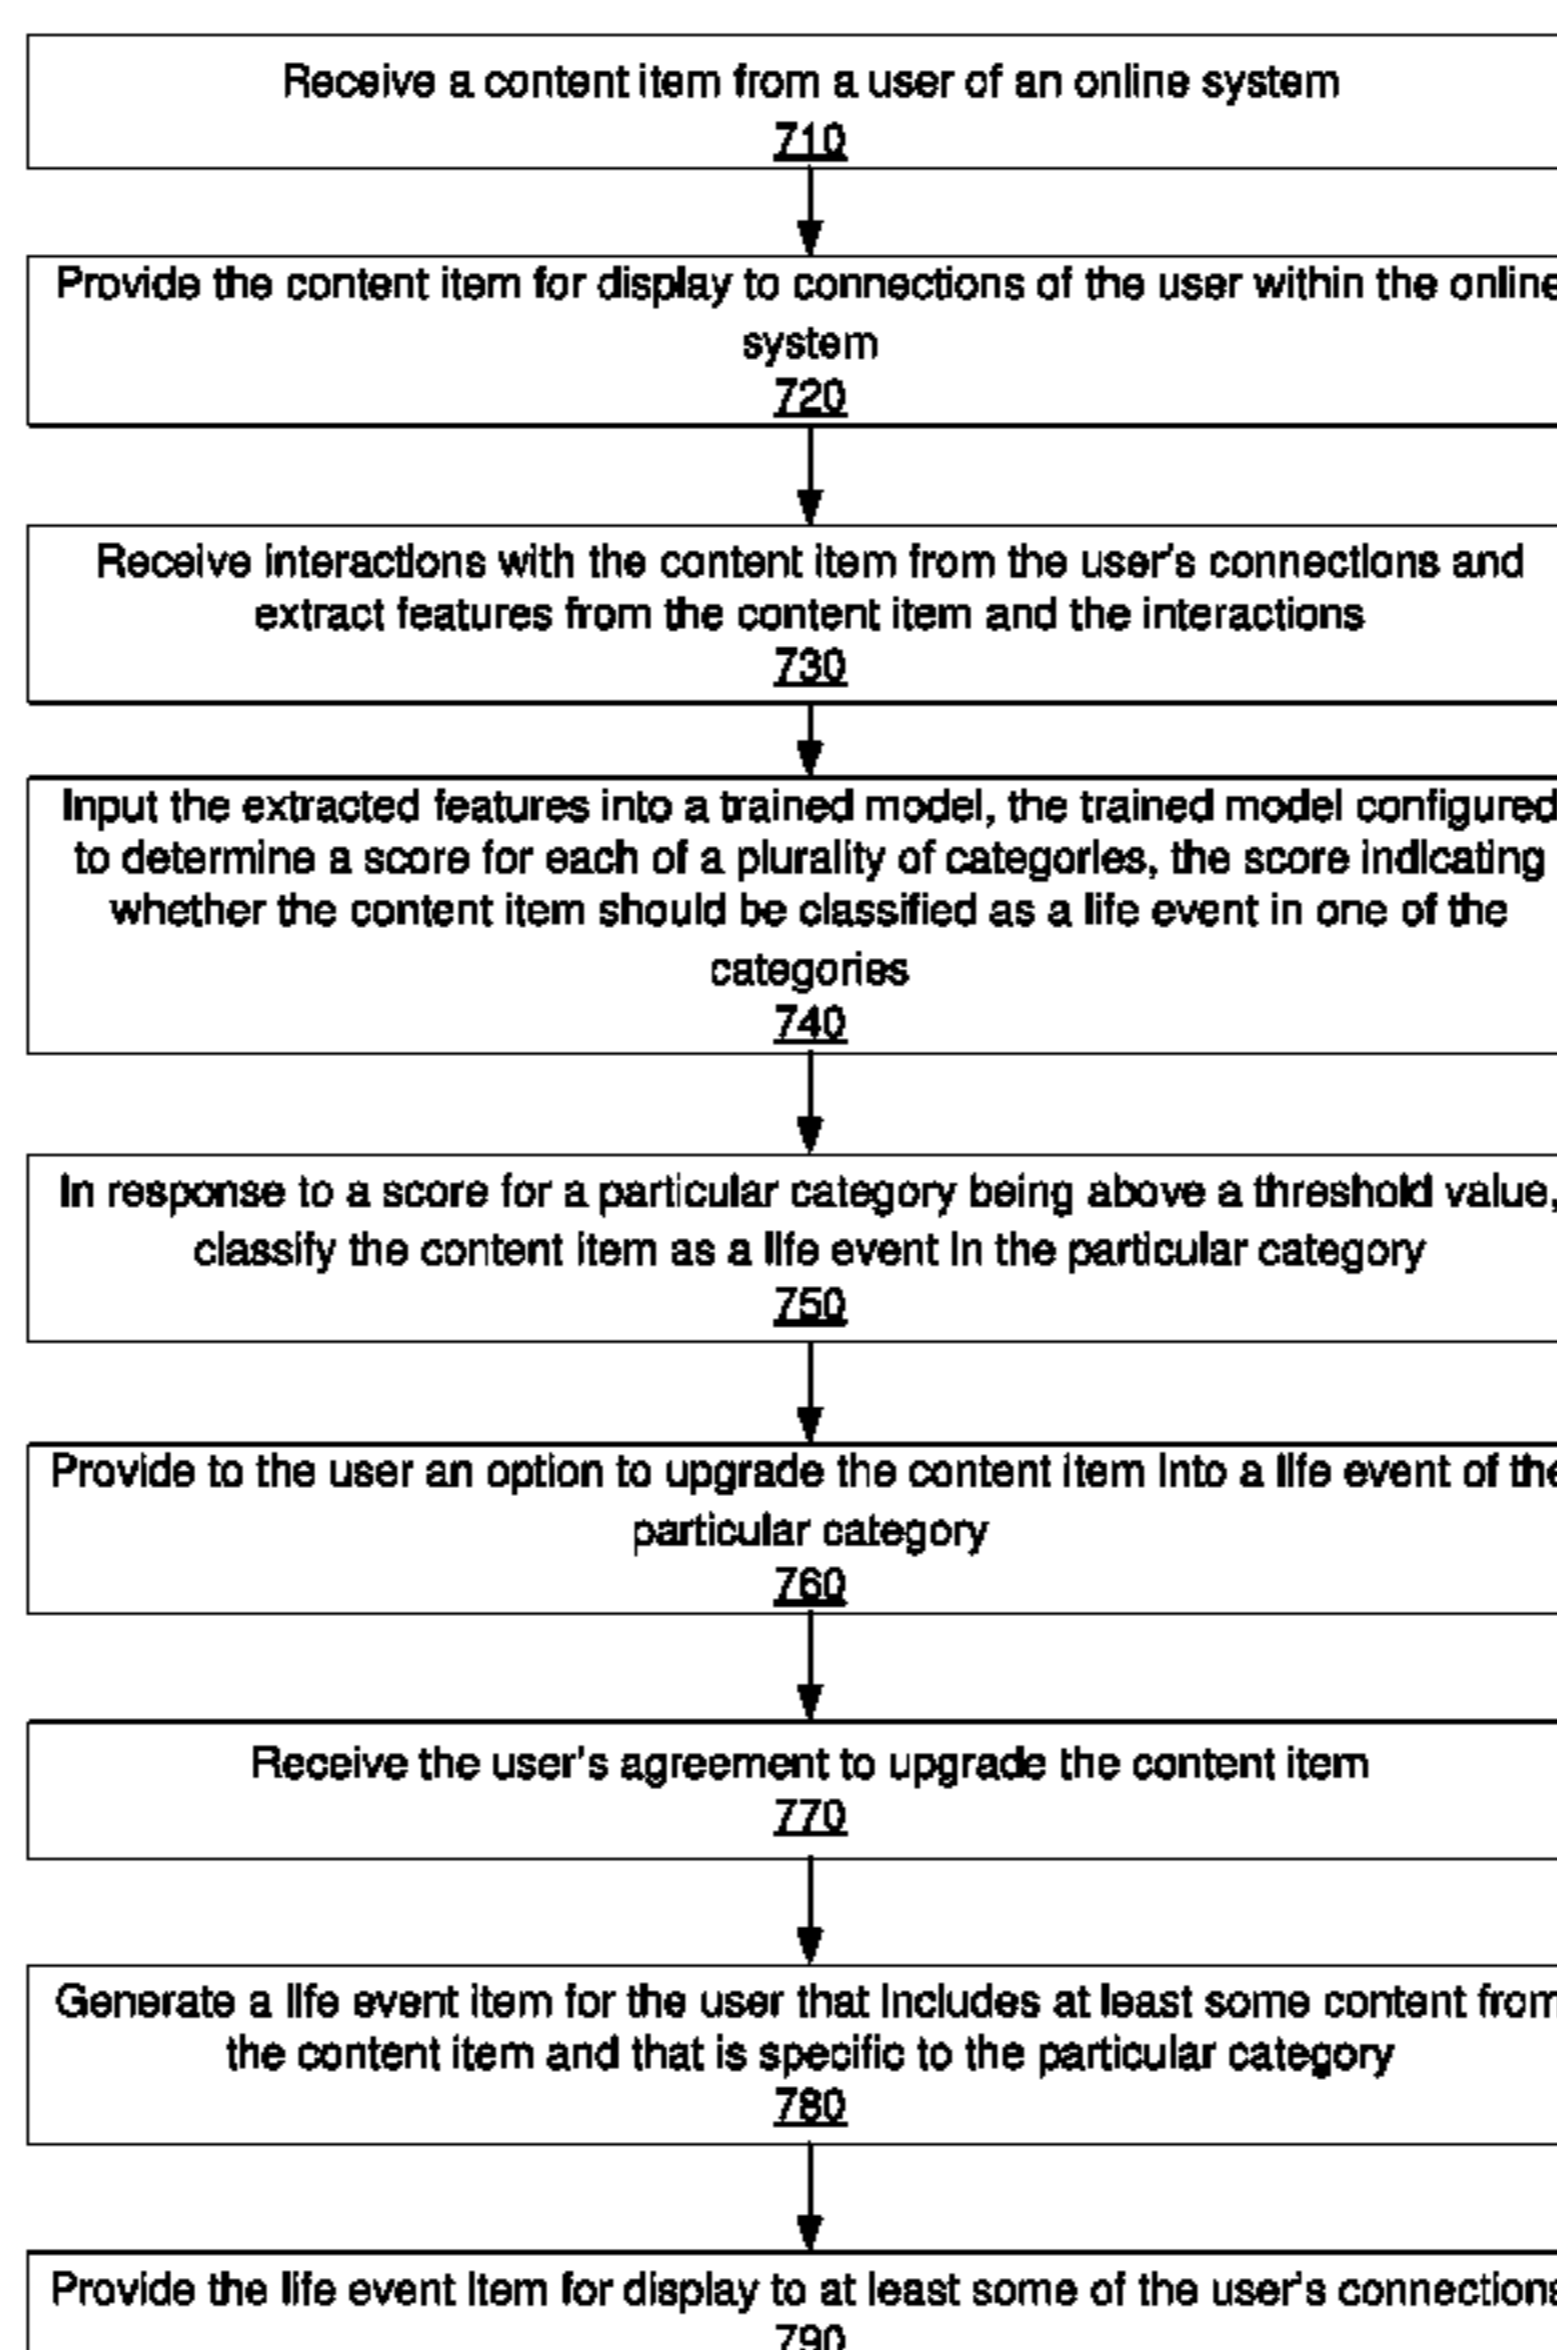 Receive a content item from a user of an online system
710
Provide the content item for display to connections of the user within the online
system
720
Receive interactions with the content item from the user's connections and
extract features from the content item and the interactions
730
Input the extracted features into a trained model, the trained model configured
to determine a score for each of a plurality of categories, the score indicating
whether the content item should be classified as a life event in one of the
categories
740
In response to a score for a particular category being above a threshold value,
classify the content item as a life event in the particular category
750
Provide to the user an option to upgrade the content item into a life event of the
particular category
760
Receive the user's agreement to upgrade the content item
770
Generate a life event item for the user that includes at least some content from
the content item and that is specific to the particular category
780
Provide the life event item for display to at least some of the user's connections
790